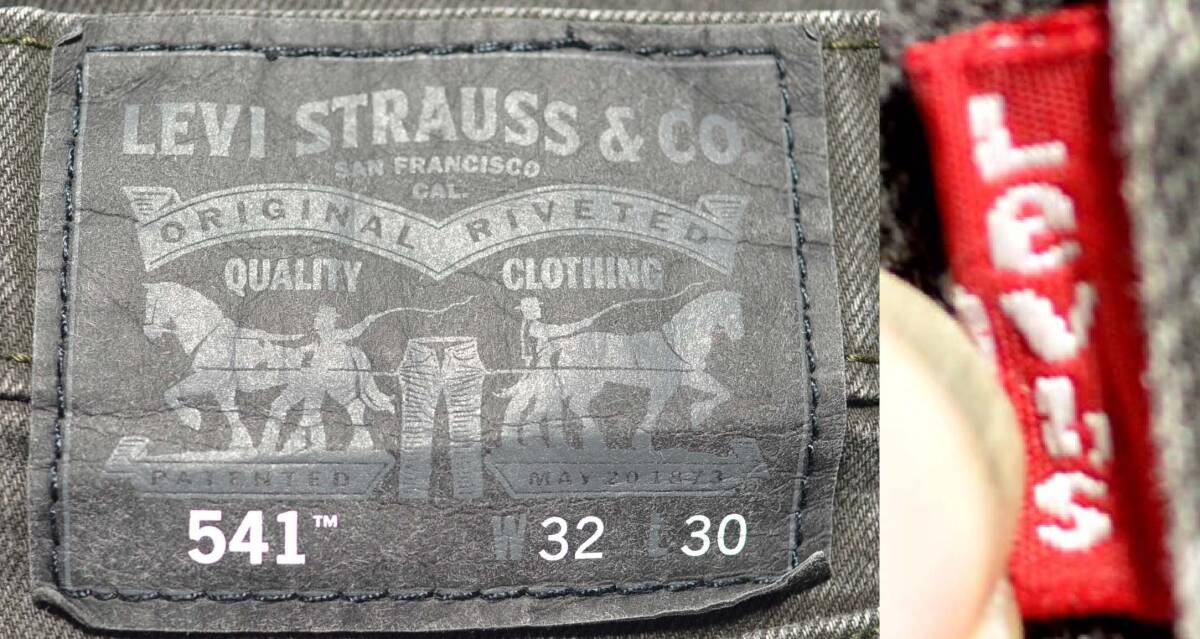 LEVI STRAUSS & CO.
SAN FRANCISCO
CAL.
ORIGINAL RIVETED
QUALITY CLOTHING
PATENTED MAY 20 1873
541™ W 32 L 30
LEVI'S